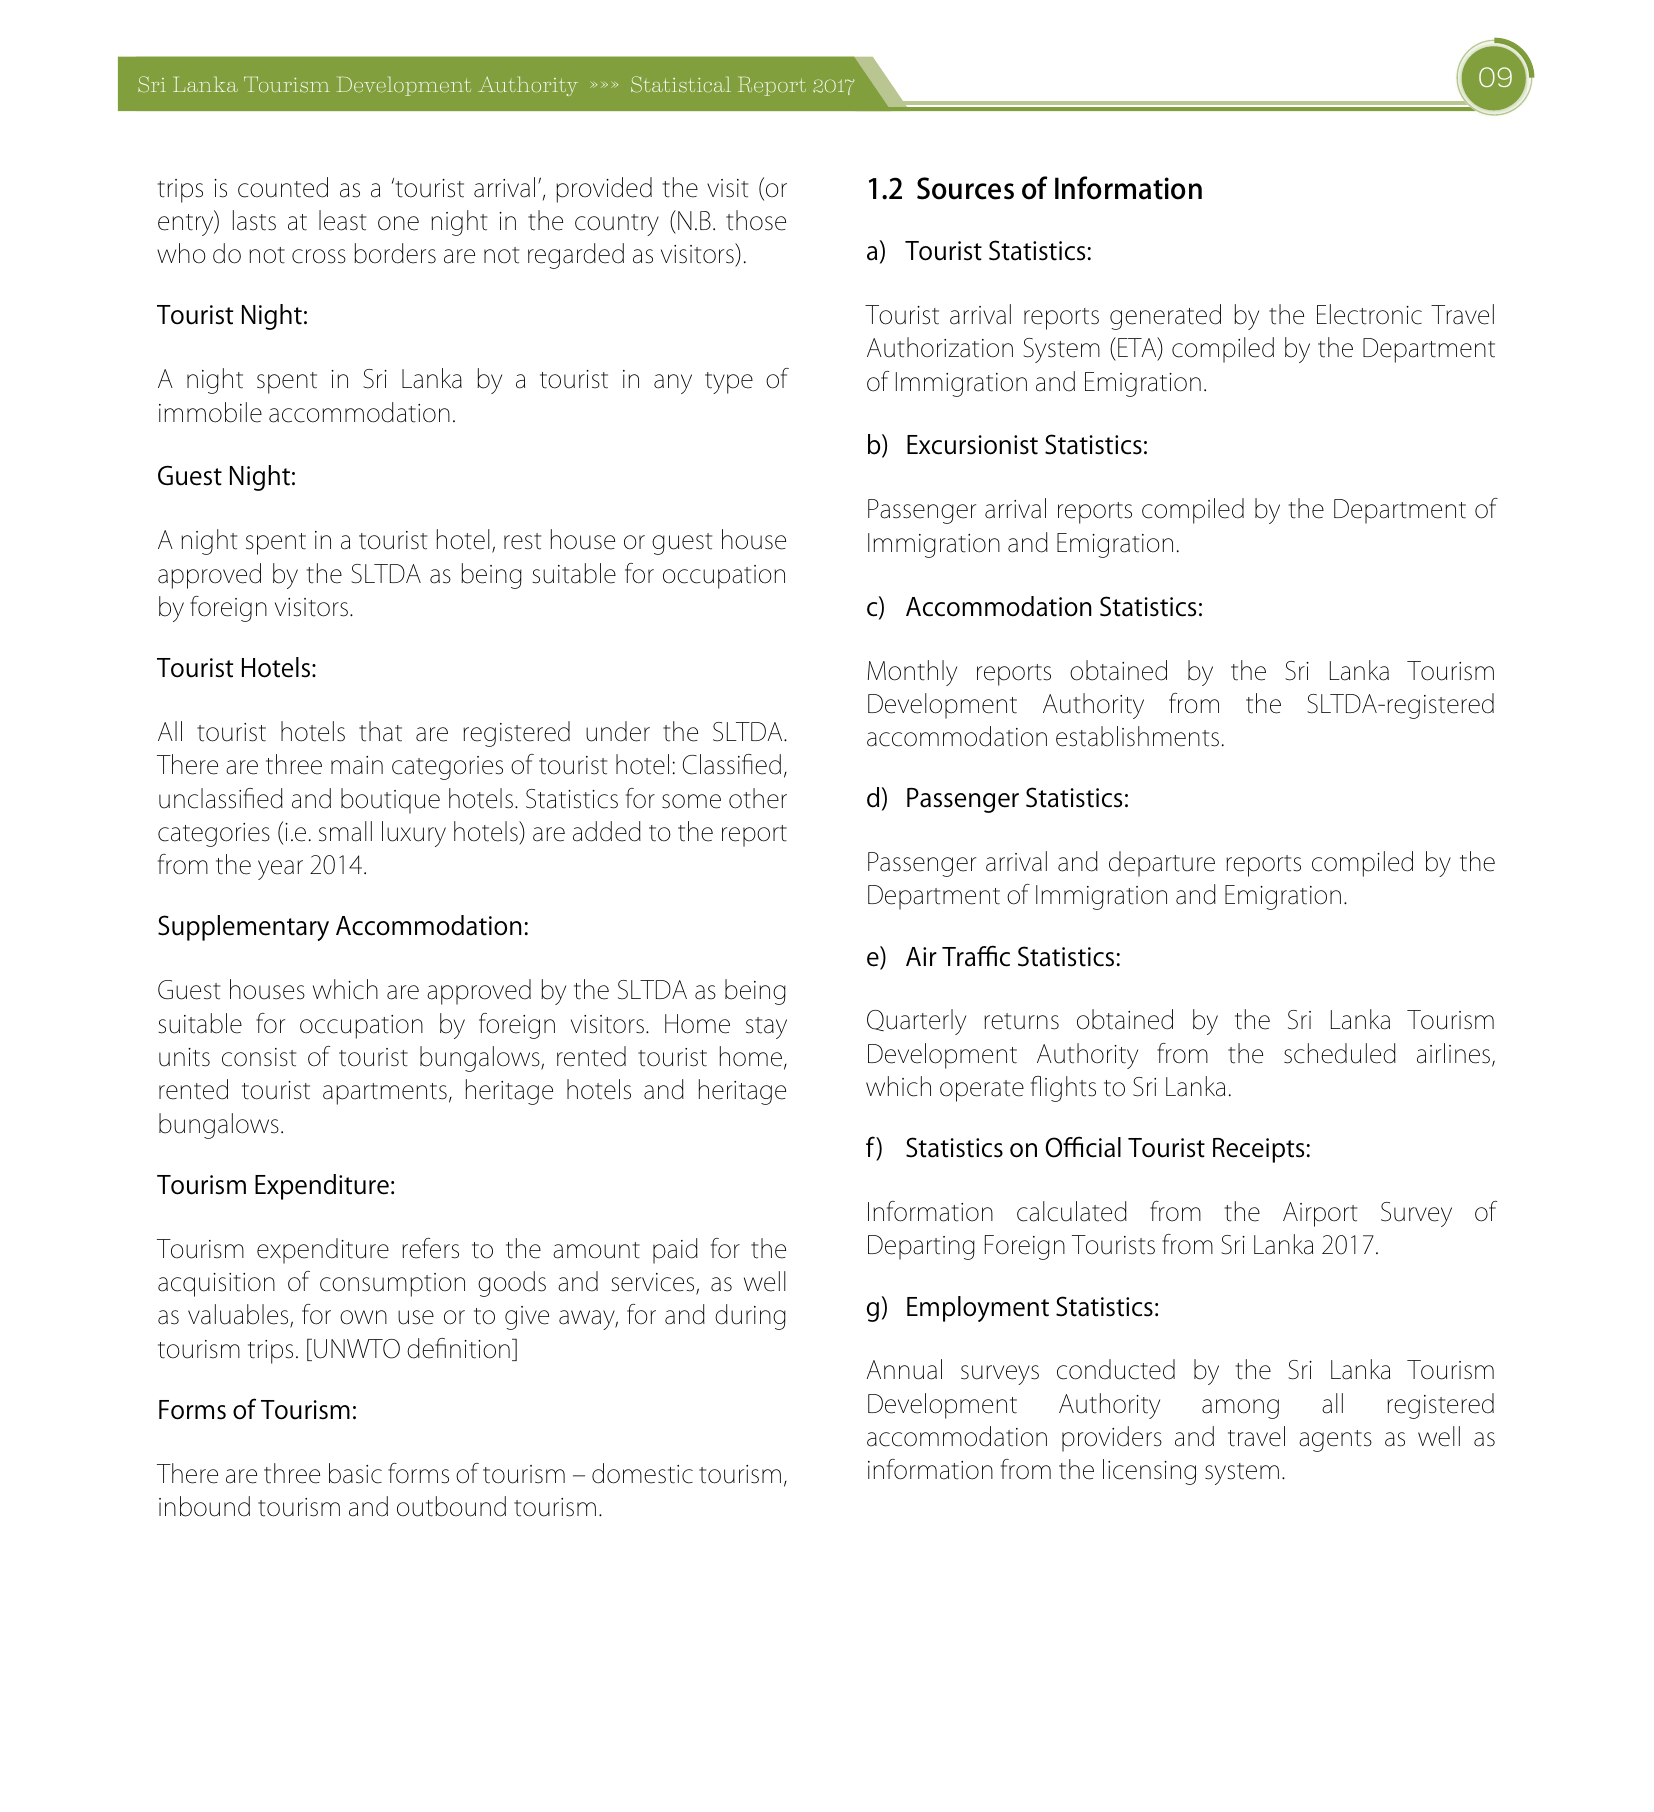 Sri Lanka Tourism Development Authority »»» Statistical Report 2017
09
trips is counted as a ‘tourist arrival’, provided the visit (or
entry) lasts at least one night in the country (N.B. those
who do not cross borders are not regarded as visitors).
Tourist Night:
A night spent in Sri Lanka by a tourist in any type of
immobile accommodation.
Guest Night:
A night spent in a tourist hotel, rest house or guest house
approved by the SLTDA as being suitable for occupation
by foreign visitors.
Tourist Hotels:
All tourist hotels that are registered under the SLTDA.
There are three main categories of tourist hotel: Classified,
unclassified and boutique hotels. Statistics for some other
categories (i.e. small luxury hotels) are added to the report
from the year 2014.
Supplementary Accommodation:
Guest houses which are approved by the SLTDA as being
suitable for occupation by foreign visitors. Home stay
units consist of tourist bungalows, rented tourist home,
rented tourist apartments, heritage hotels and heritage
bungalows.
Tourism Expenditure:
Tourism expenditure refers to the amount paid for the
acquisition of consumption goods and services, as well
as valuables, for own use or to give away, for and during
tourism trips. [UNWTO definition]
Forms of Tourism:
There are three basic forms of tourism – domestic tourism,
inbound tourism and outbound tourism.
1.2 Sources of Information
a) Tourist Statistics:
Tourist arrival reports generated by the Electronic Travel
Authorization System (ETA) compiled by the Department
of Immigration and Emigration.
b) Excursionist Statistics:
Passenger arrival reports compiled by the Department of
Immigration and Emigration.
c) Accommodation Statistics:
Monthly reports obtained by the Sri Lanka Tourism
Development Authority from the SLTDA-registered
accommodation establishments.
d) Passenger Statistics:
Passenger arrival and departure reports compiled by the
Department of Immigration and Emigration.
e) Air Traffic Statistics:
Quarterly returns obtained by the Sri Lanka Tourism
Development Authority from the scheduled airlines,
which operate flights to Sri Lanka.
f) Statistics on Official Tourist Receipts:
Information calculated from the Airport Survey of
Departing Foreign Tourists from Sri Lanka 2017.
g) Employment Statistics:
Annual surveys conducted by the Sri Lanka Tourism
Development Authority among all registered
accommodation providers and travel agents as well as
information from the licensing system.